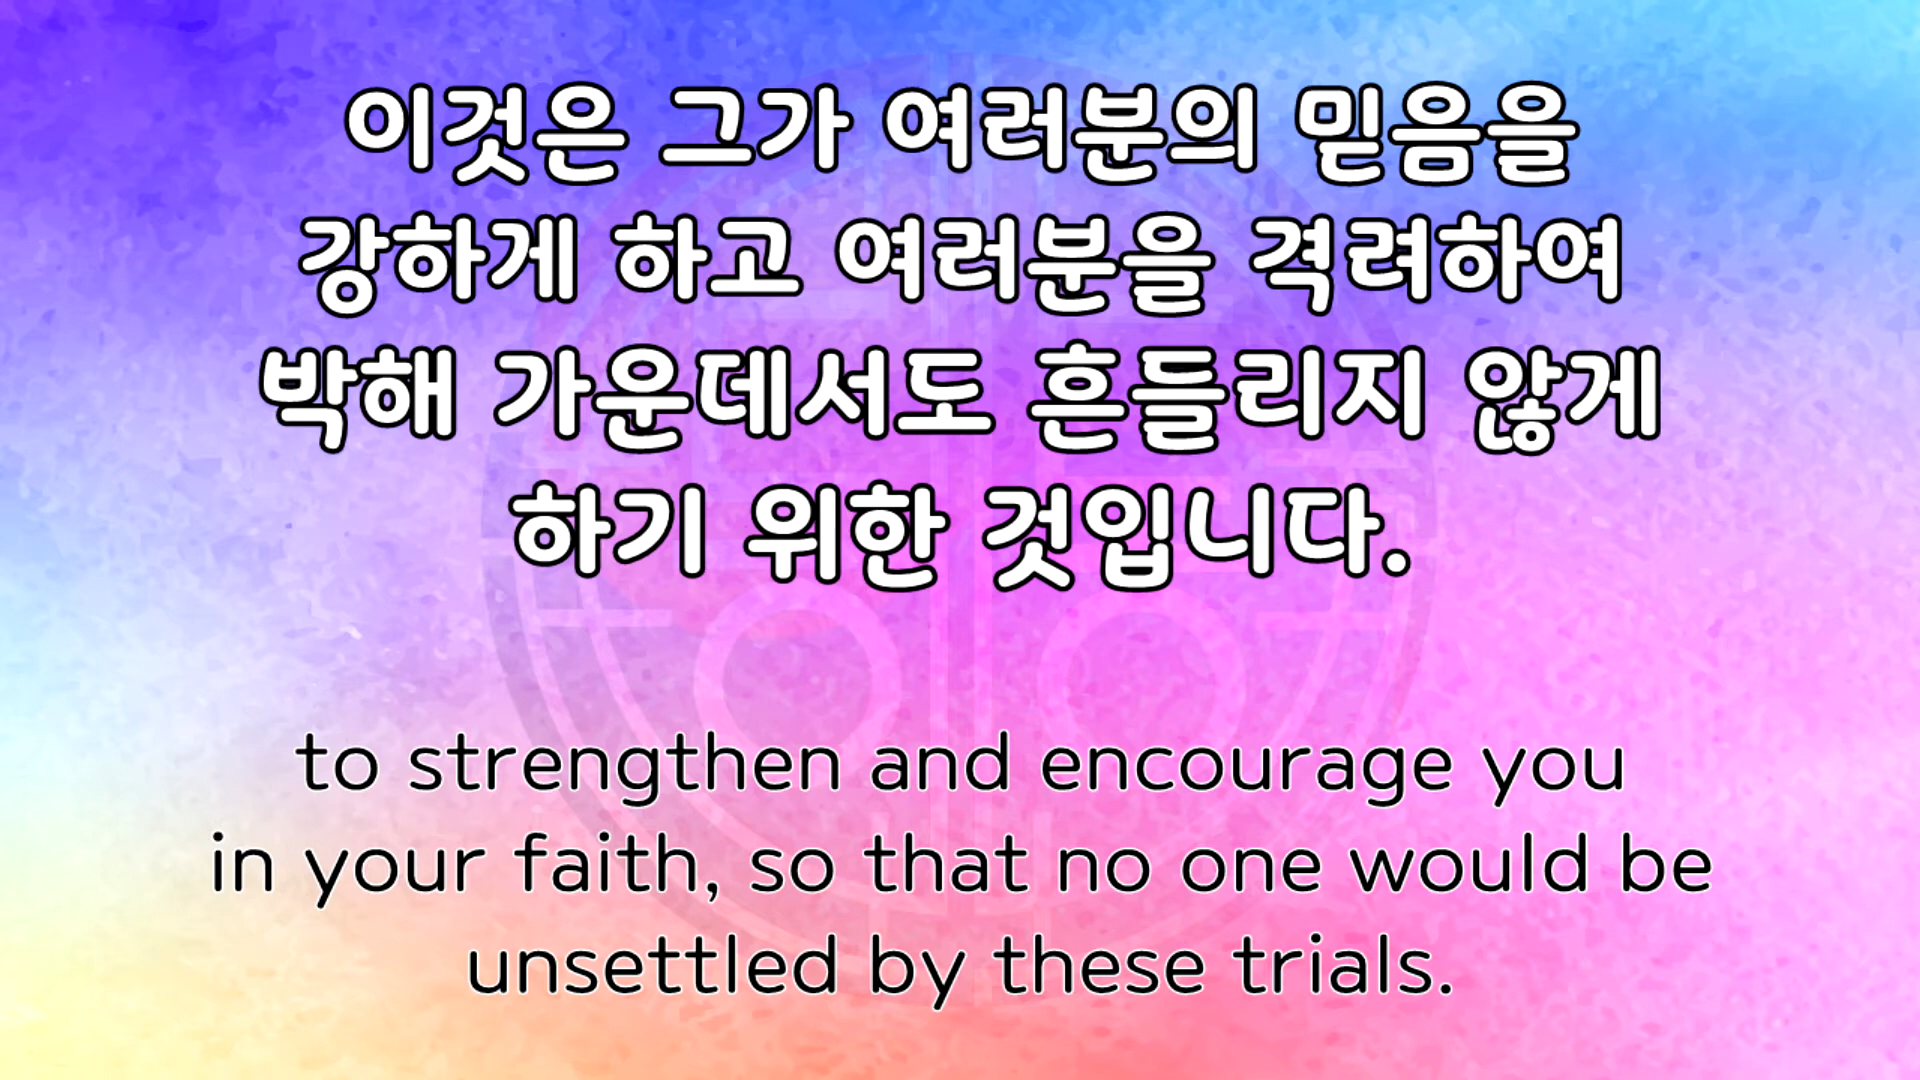 이것은 그가 여러분의 믿음을
강하게 하고 여러분을 격려하여
박해 가운데서도 흔들리지 않게
하기 위한 것입니다.
to strengthen and encourage you
in your faith, so that no one would be
unsettled by these trials.